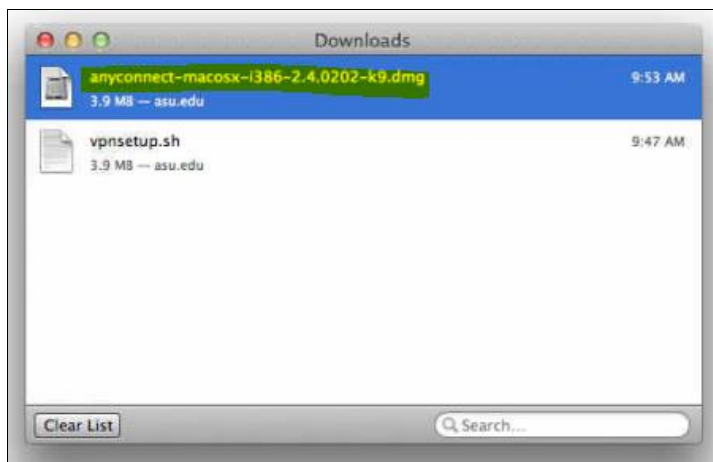 Downloads
anyconnect-macosx-i386-2.4.0202-k9.dmg 9:53 AM
3.9 MB — asu.edu
vpnsetup.sh 9:47 AM
3.9 MB — asu.edu
Clear List Search...